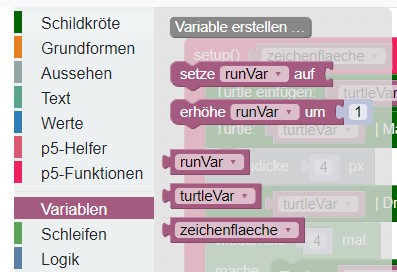 Schildkröte
Grundformen
Aussehen
Text
Werte
p5-Helfer
p5-Funktionen
Variablen
Schleifen
Logik
Variable erstellen ...
setze runVar auf
erhöhe runVar um 1
runVar
turtleVar
zeichenflaeche
setup() zeichenflaeche
Turtle einfügen: turtleVar
Turtle: turtleVar | Ma
dicke: 4 px
turtleVar | Dr
4 mal:
mache